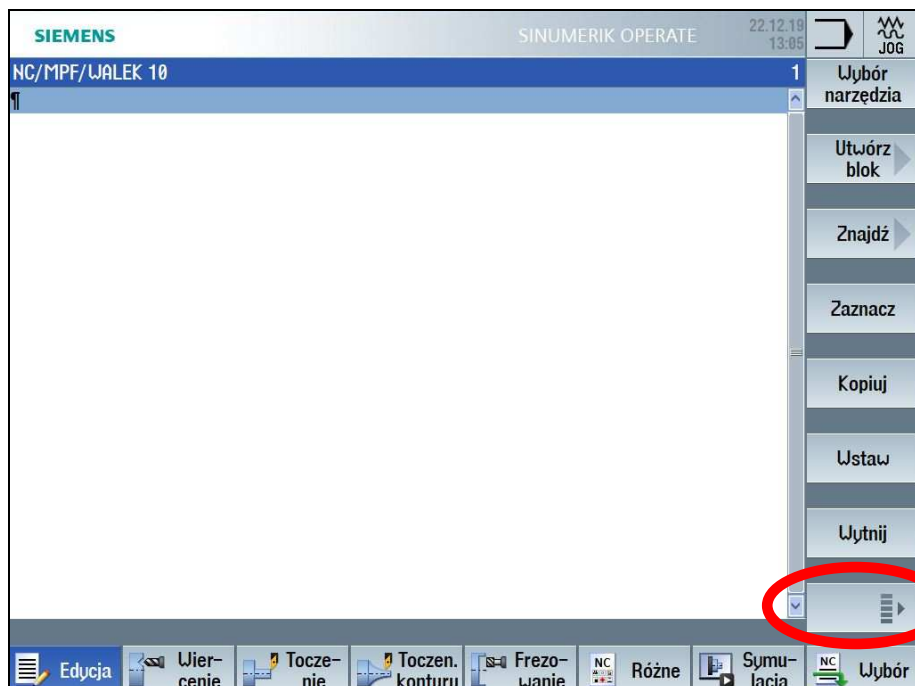 SIEMENS
SINUMERIK OPERATE
22.12.19
13:05
JOG
NC/MPF/WALEK 10
1
¶
Wybór
narzędzia
Utwórz
blok
Znajdź
Zaznacz
Kopiuj
Wstaw
Wytnij
Edycja
Wier-
cenie
Tocze-
nie
Toczen.
konturu
Frezo-
wanie
NC
Różne
Symu-
lacja
NC
Wybór